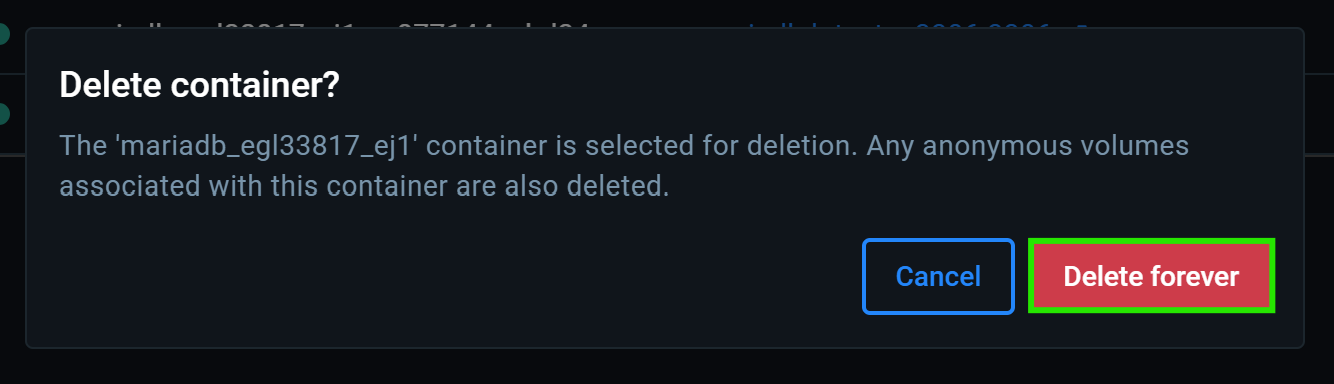 Delete container?
The 'mariadb_egl33817_ej1' container is selected for deletion. Any anonymous volumes
associated with this container are also deleted.
Cancel
Delete forever